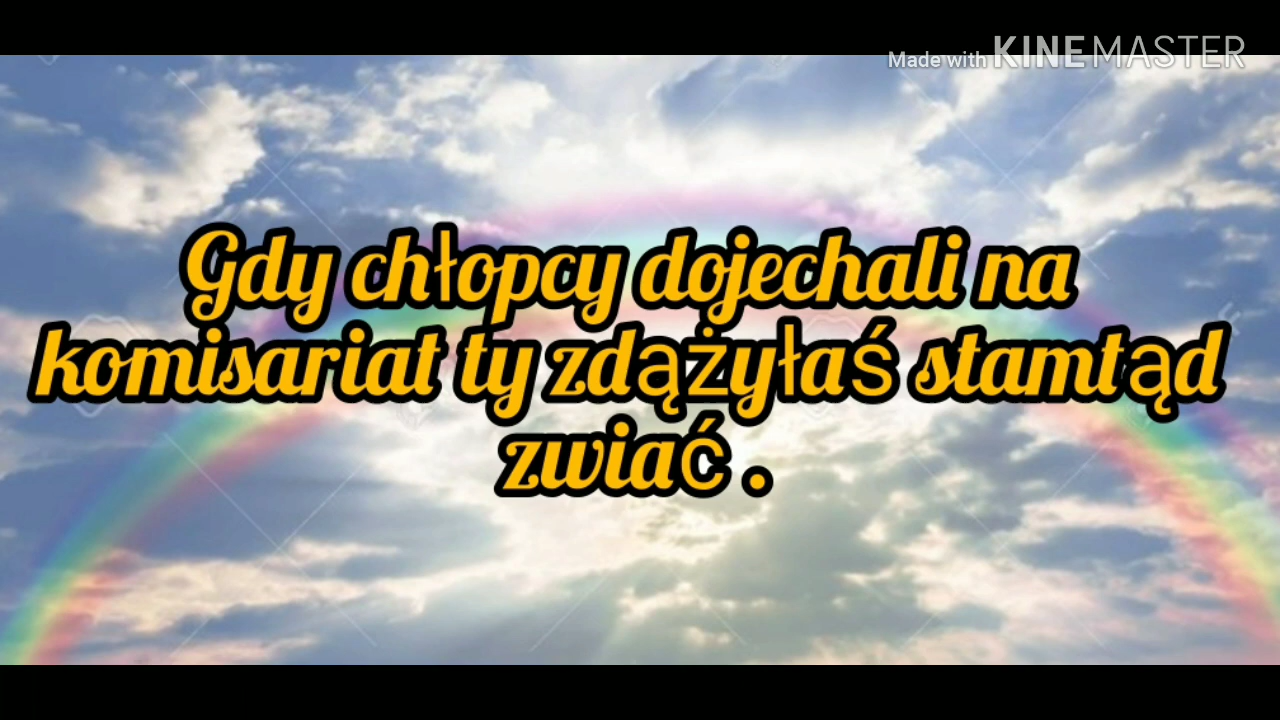 Made with KINEMASTER
Gdy chłopcy dojechali na
komisariat ty zdążyłaś stamtąd
zwiać .